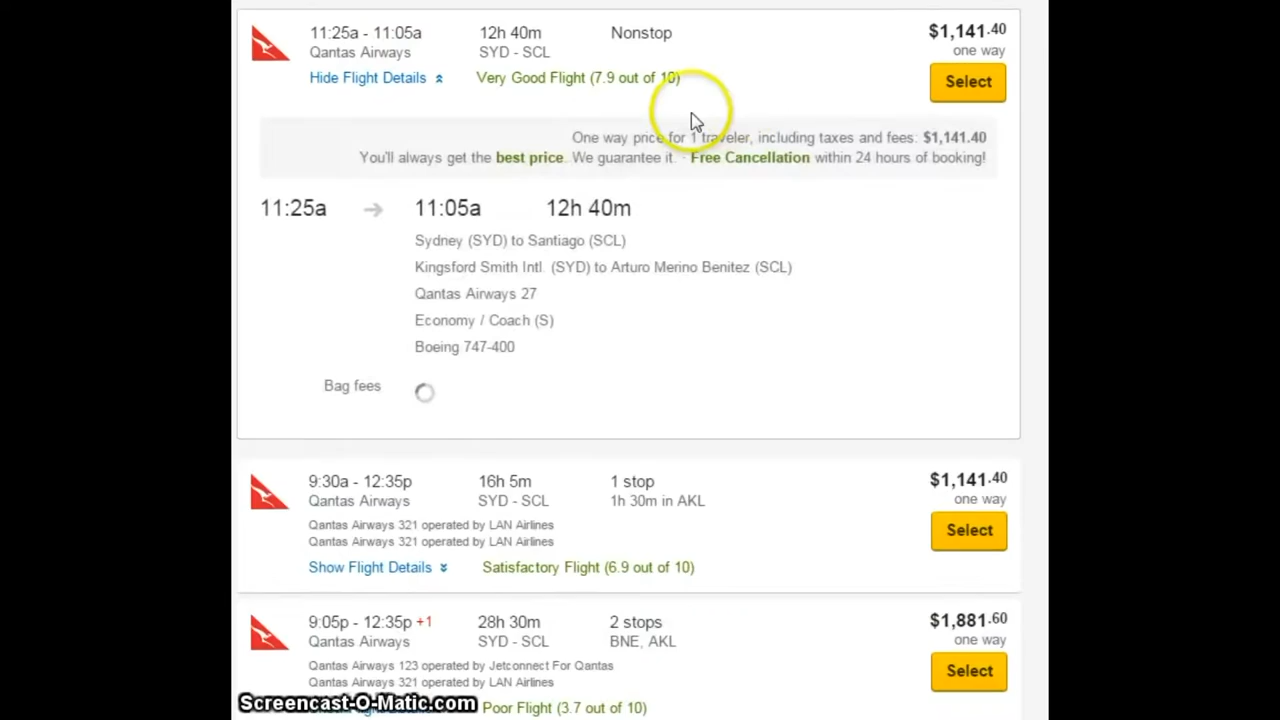 11:25a - 11:05a 12h 40m Nonstop $1,141.40
Qantas Airways SYD - SCL one way
Hide Flight Details Very Good Flight (7.9 out of 10) Select
One way price for 1 traveler, including taxes and fees: $1,141.40
You'll always get the best price. We guarantee it. · Free Cancellation within 24 hours of booking!
11:25a → 11:05a 12h 40m
Sydney (SYD) to Santiago (SCL)
Kingsford Smith Intl. (SYD) to Arturo Merino Benitez (SCL)
Qantas Airways 27
Economy / Coach (S)
Boeing 747-400
Bag fees
9:30a - 12:35p 16h 5m 1 stop $1,141.40
Qantas Airways SYD - SCL 1h 30m in AKL one way
Qantas Airways 321 operated by LAN Airlines Select
Qantas Airways 321 operated by LAN Airlines
Show Flight Details Satisfactory Flight (6.9 out of 10)
9:05p - 12:35p +1 28h 30m 2 stops $1,881.60
Qantas Airways SYD - SCL BNE, AKL one way
Qantas Airways 123 operated by Jetconnect For Qantas Select
Qantas Airways 321 operated by LAN Airlines
Screencast-O-Matic.com Poor Flight (3.7 out of 10)